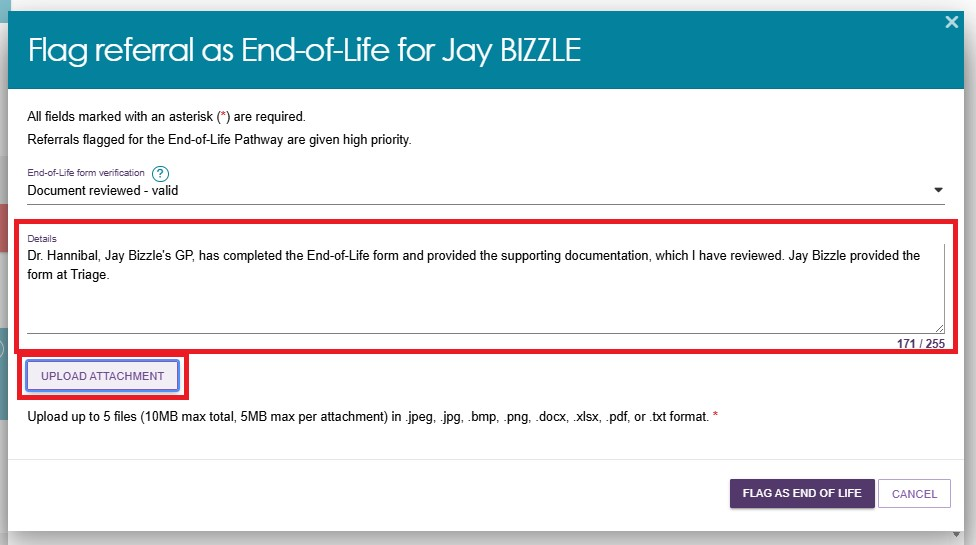 Flag referral as End-of-Life for Jay BIZZLE
All fields marked with an asterisk (*) are required.
Referrals flagged for the End-of-Life Pathway are given high priority.
End-of-Life form verification ?
Document reviewed - valid
Details
Dr. Hannibal, Jay Bizzle's GP, has completed the End-of-Life form and provided the supporting documentation, which I have reviewed. Jay Bizzle provided the
form at Triage.
171 / 255
UPLOAD ATTACHMENT
Upload up to 5 files (10MB max total, 5MB max per attachment) in .jpeg, .jpg, .bmp, .png, .docx, .xlsx, .pdf, or .txt format. *
FLAG AS END OF LIFE CANCEL